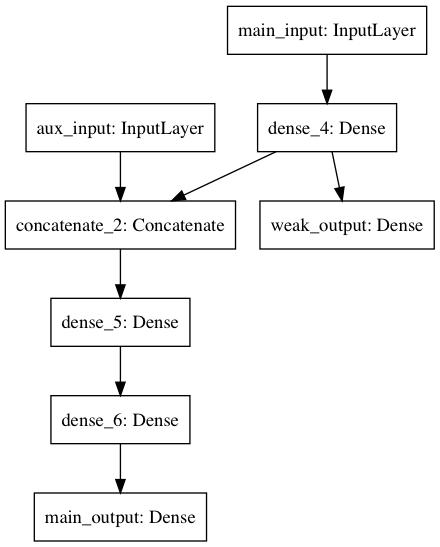 main_input: InputLayer
aux_input: InputLayer
dense_4: Dense
concatenate_2: Concatenate
weak_output: Dense
dense_5: Dense
dense_6: Dense
main_output: Dense